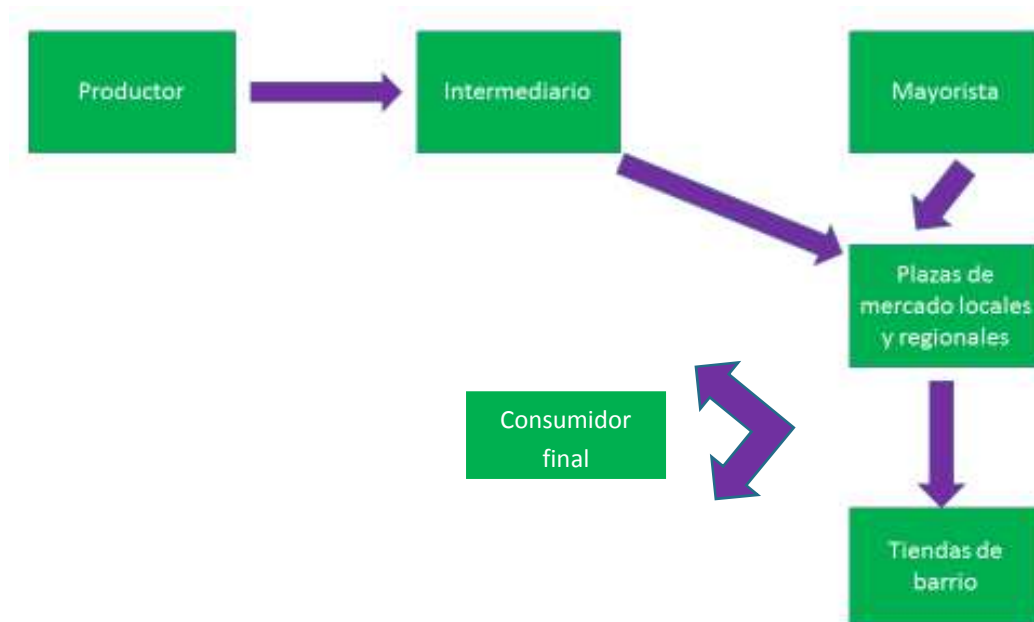 Productor
Intermediario
Mayorista
Plazas de
mercado locales
y regionales
Consumidor
final
Tiendas de
barrio